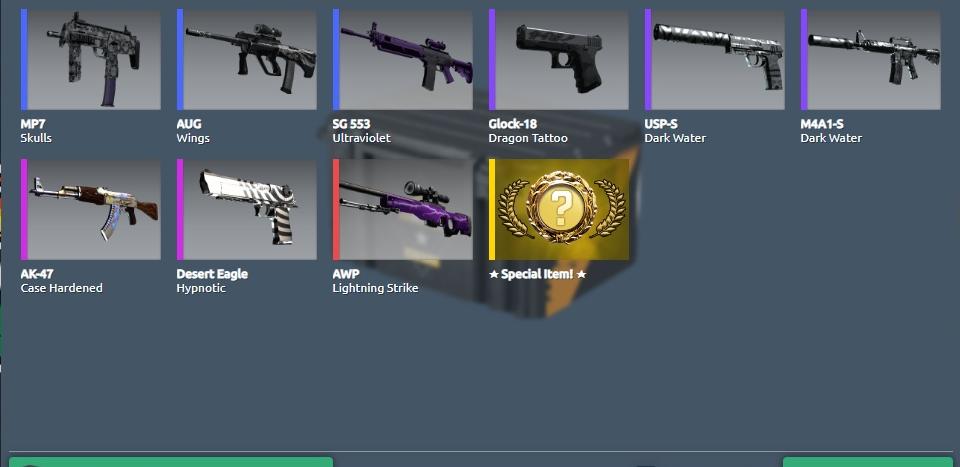 MP7
Skulls
AUG
Wings
SG 553
Ultraviolet
Glock-18
Dragon Tattoo
USP-S
Dark Water
M4A1-S
Dark Water
AK-47
Case Hardened
Desert Eagle
Hypnotic
AWP
Lightning Strike
?
★ Special Item! ★